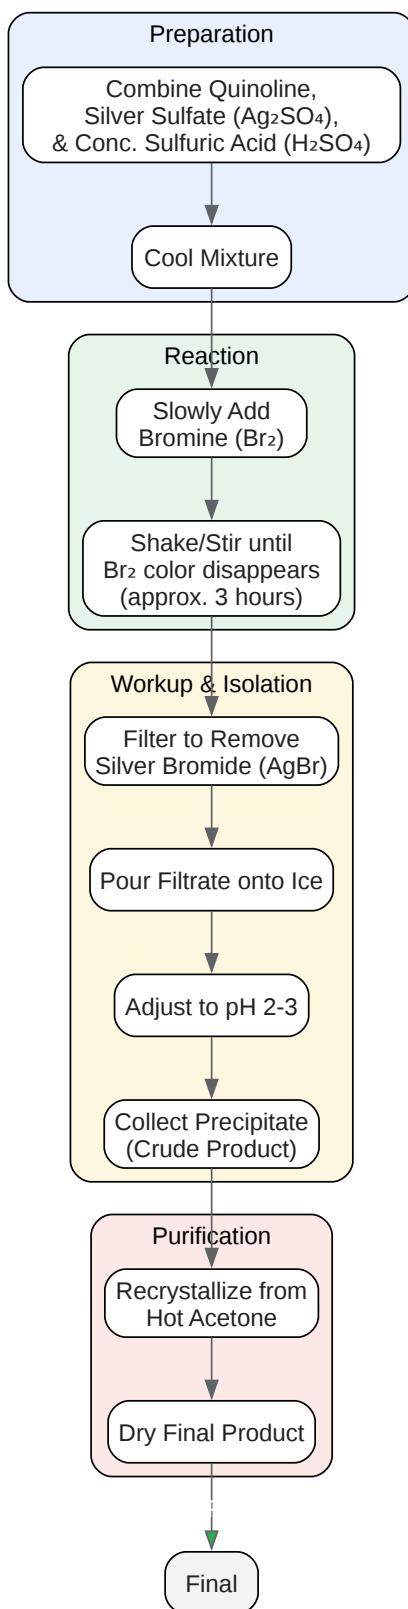 Preparation
Combine Quinoline,
Silver Sulfate (Ag₂SO₄),
& Conc. Sulfuric Acid (H₂SO₄)
Cool Mixture
Reaction
Slowly Add
Bromine (Br₂)
Shake/Stir until
Br₂ color disappears
(approx. 3 hours)
Workup & Isolation
Filter to Remove
Silver Bromide (AgBr)
Pour Filtrate onto Ice
Adjust to pH 2-3
Collect Precipitate
(Crude Product)
Purification
Recrystallize from
Hot Acetone
Dry Final Product
Final